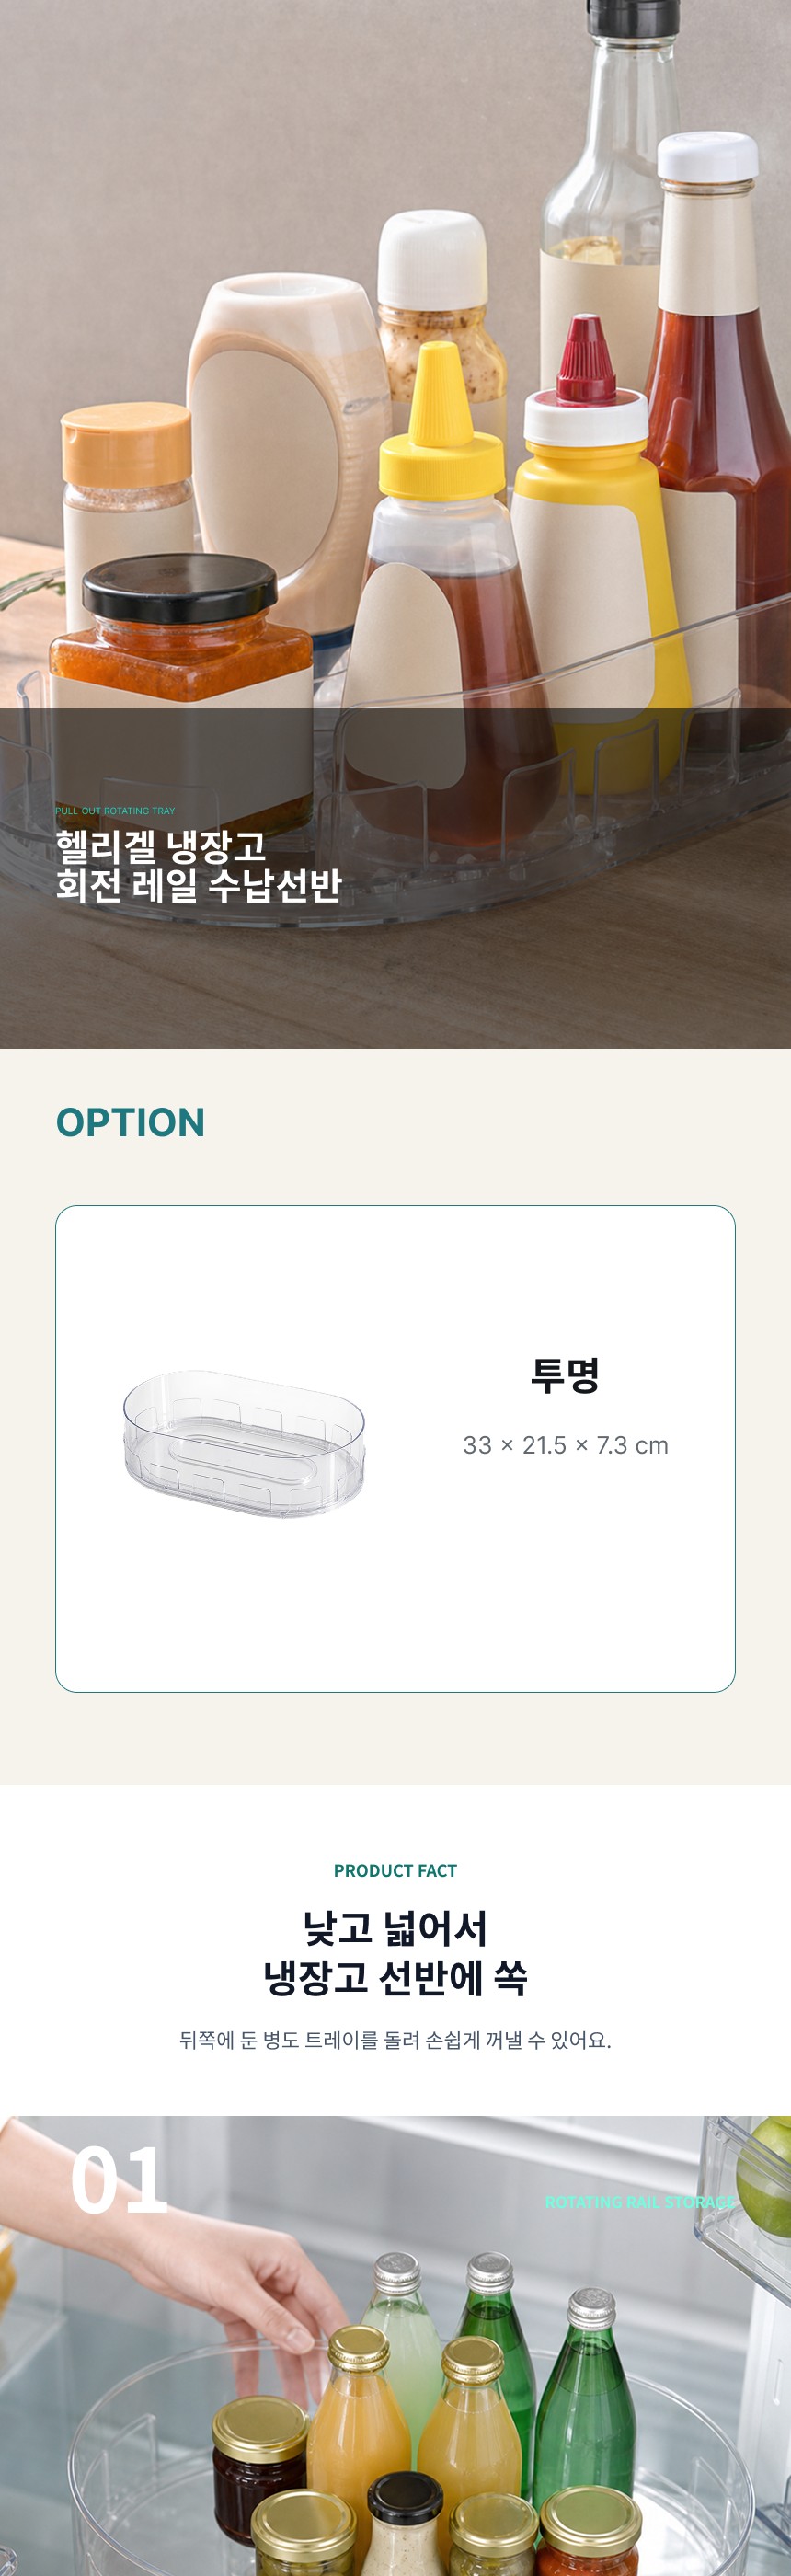 PULL-OUT ROTATING TRAY
헬리겔 냉장고
회전 레일 수납선반
OPTION
투명
33 × 21.5 × 7.3 cm
PRODUCT FACT
낮고 넓어서
냉장고 선반에 쏙
뒤쪽에 둔 병도 트레이를 돌려 손쉽게 꺼낼 수 있어요.
01
ROTATING RAIL STORAGE